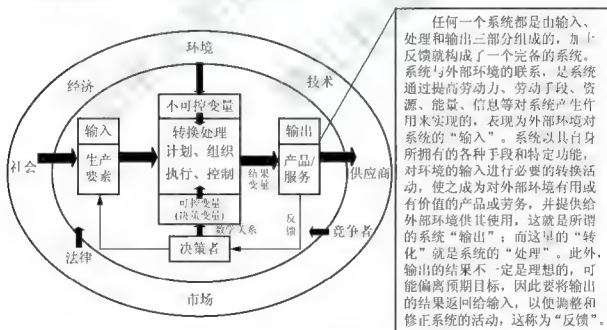 环境
经济
技术
不可控变量
输入
生产
要素
转换处理
计划、组织
执行、控制
输出
产品/
服务
结果
变量
社会
供应商
可控变量
(决策变量)
数学关系
反
馈
决策者
法律
竞争者
市场
任何一个系统都是由输入、
处理和输出三部分组成的,加上
反馈就构成了一个完备的系统。
系统与外部环境的联系,是系统
通过提高劳动力、劳动手段、资
源、能量、信息等对系统产生作
用来实现的,表现为外部环境对
系统的“输入”。系统以其自身
所拥有的各种手段和特定功能,
对环境的输入进行必要的转换活
动,使之成为对外部环境有用或
有价值的产品或劳务,并提供给
外部环境供其使用,这就是所谓
的系统“输出”;而这里的“转
化”就是系统的“处理”。此外,
输出的结果不一定是理想的,可
能偏离预期目标,因此要将输出
的结果返回给输入,以便调整和
修正系统的活动,这称为“反馈”。